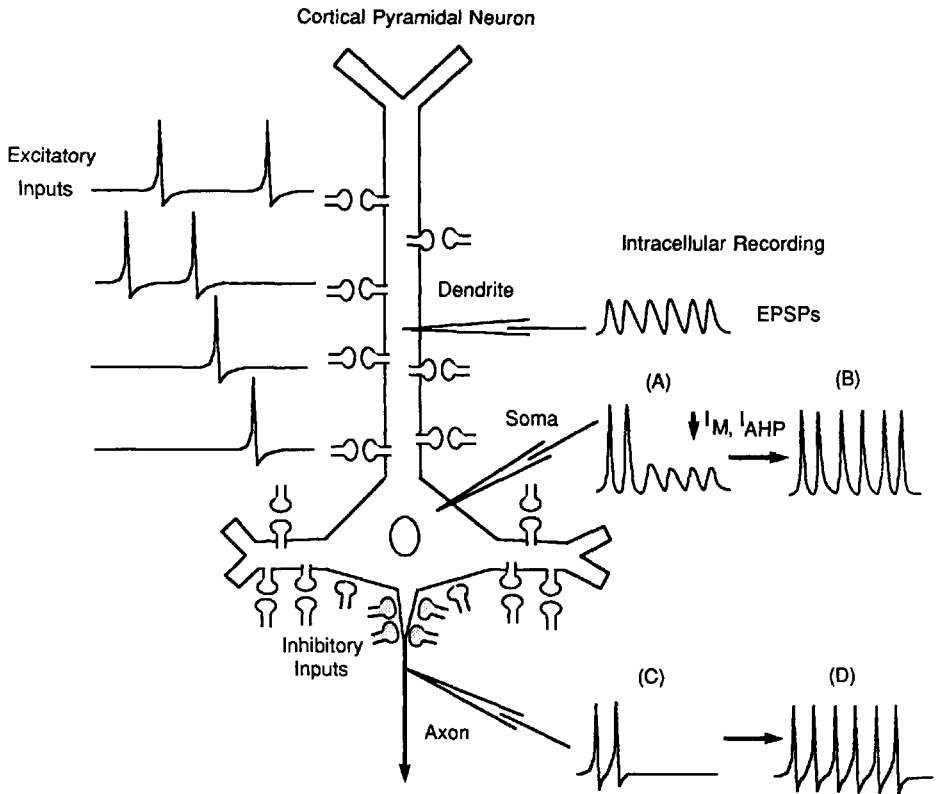 Cortical Pyramidal Neuron
Excitatory
Inputs
Intracellular Recording
Dendrite
EPSPs
(A)
(B)
Soma
I_M, I_AHP
Inhibitory
Inputs
(C)
(D)
Axon